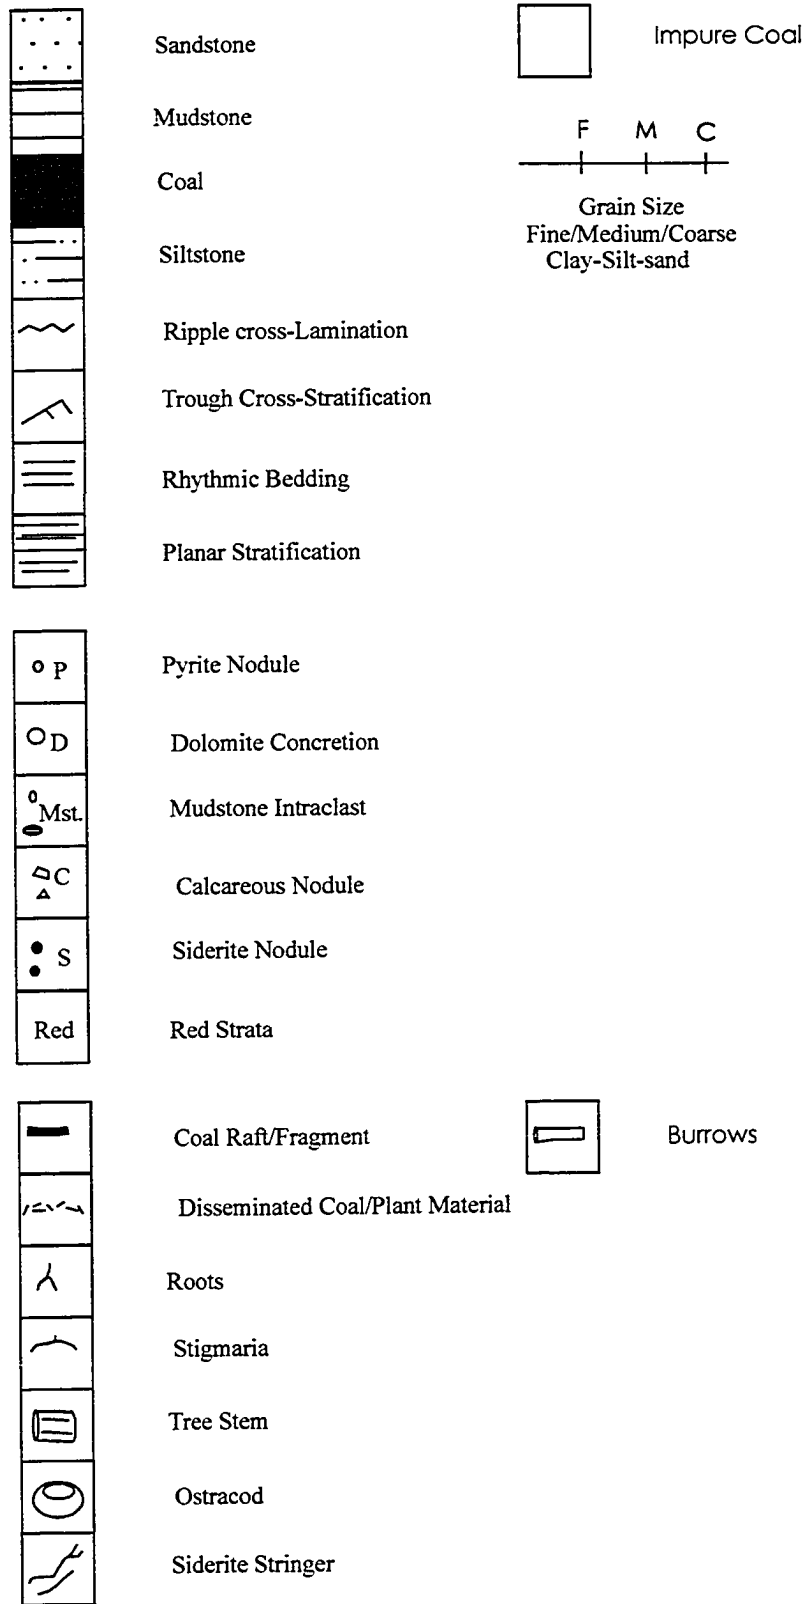 Sandstone
Impure Coal
Mudstone
F M C
Coal
Grain Size
Fine/Medium/Coarse
Clay-Silt-sand
Siltstone
Ripple cross-Lamination
Trough Cross-Stratification
Rhythmic Bedding
Planar Stratification
P
Pyrite Nodule
D
Dolomite Concretion
Mst.
Mudstone Intraclast
C
Calcareous Nodule
S
Siderite Nodule
Red
Red Strata
Coal Raft/Fragment
Burrows
Disseminated Coal/Plant Material
Roots
Stigmaria
Tree Stem
Ostracod
Siderite Stringer